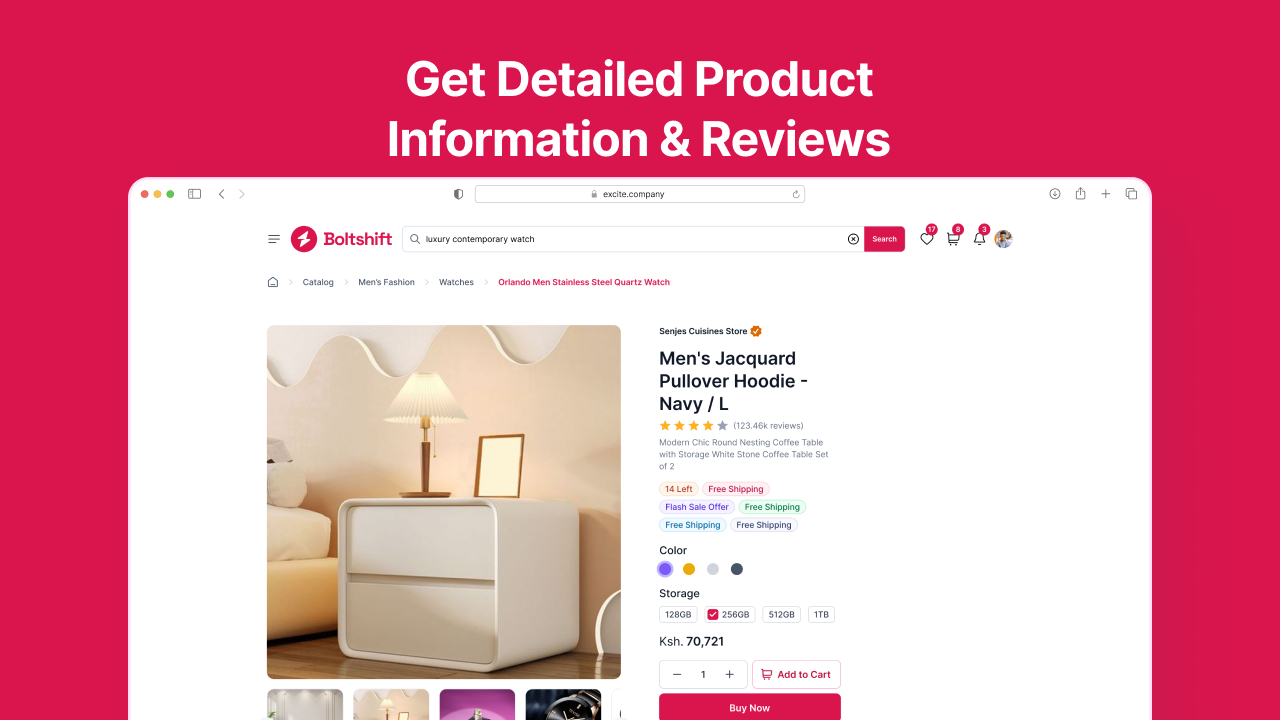 Get Detailed Product
Information & Reviews
excite.company
Boltshift
luxury contemporary watch
Search
17
8
3
Catalog
Men's Fashion
Watches
Orlando Men Stainless Steel Quartz Watch
Senjes Cuisines Store
Men's Jacquard
Pullover Hoodie -
Navy / L
(123.46k reviews)
Modern Chic Round Nesting Coffee Table
with Storage White Stone Coffee Table Set
of 2
14 Left
Free Shipping
Flash Sale Offer
Free Shipping
Free Shipping
Free Shipping
Color
Storage
128GB
256GB
512GB
1TB
Ksh. 70,721
1
Add to Cart
Buy Now